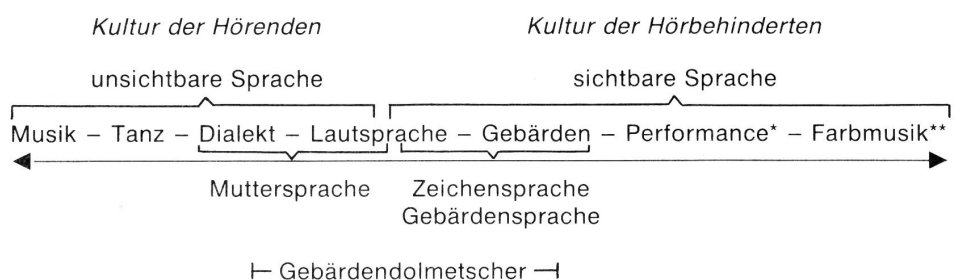 Kultur der Hörenden Kultur der Hörbehinderten
unsichtbare Sprache sichtbare Sprache
Musik – Tanz – Dialekt – Lautsprache – Gebärden – Performance* – Farbmusik**
Muttersprache Zeichensprache
Gebärdensprache
Gebärdendolmetscher